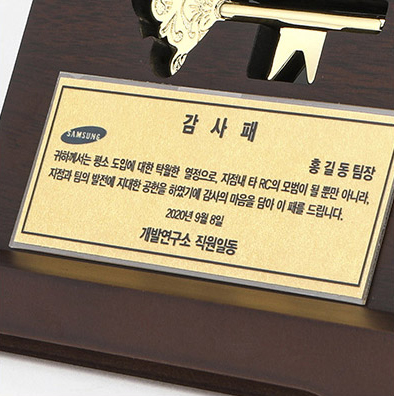 감사패
SAMSUNG
홍길동 팀장
귀하께서는 평소 도입에 대한 탁월한 열정으로, 지점내 타 RC의 모범이 될 뿐만 아니라,
지점과 팀의 발전에 지대한 공헌을 하였기에 감사의 마음을 담아 이 패를 드립니다.
2020년 9월 8일
개발연구소 직원일동